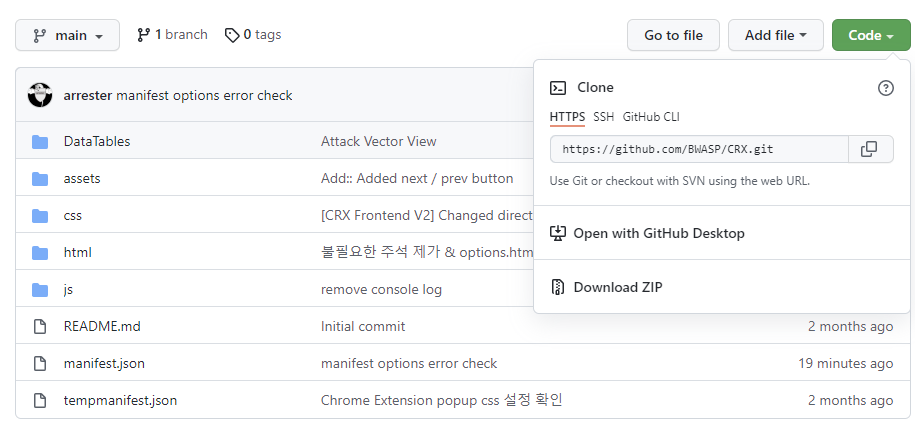 main 1 branch 0 tags Go to file Add file Code
arrester manifest options error check
Clone
HTTPS SSH GitHub CLI
https://github.com/BWASP/CRX.git
Use Git or checkout with SVN using the web URL.
Open with GitHub Desktop
Download ZIP
DataTables Attack Vector View
assets Add:: Added next / prev button
css [CRX Frontend V2] Changed direct
html 불필요한 주석 제가 & options.htm
js remove console log
README.md Initial commit 2 months ago
manifest.json manifest options error check 19 minutes ago
tempmanifest.json Chrome Extension popup css 설정 확인 2 months ago